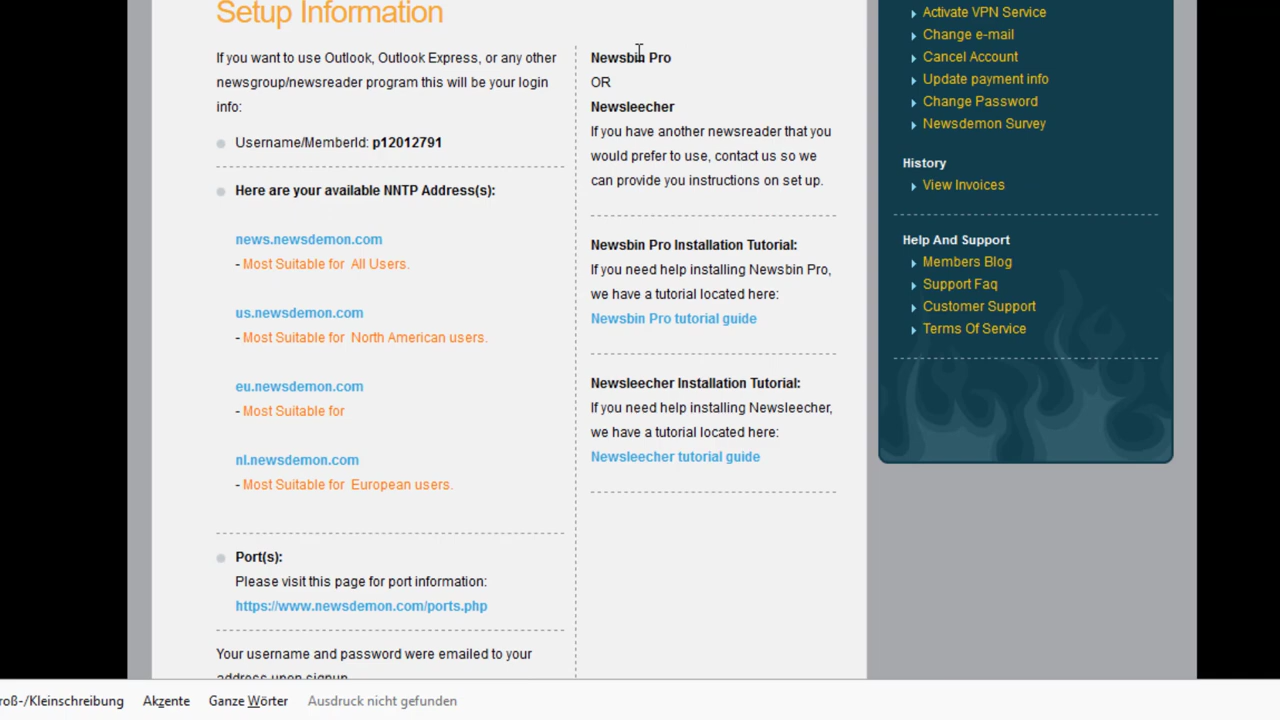 Setup Information
If you want to use Outlook, Outlook Express, or any other
newsgroup/newsreader program this will be your login
info:
Username/MemberId: p12012791
Here are your available NNTP Address(s):
news.newsdemon.com
- Most Suitable for All Users.
us.newsdemon.com
- Most Suitable for North American users.
eu.newsdemon.com
- Most Suitable for
nl.newsdemon.com
- Most Suitable for European users.
Port(s):
Please visit this page for port information:
https://www.newsdemon.com/ports.php
Your username and password were emailed to your
address upon signup
Newsbin Pro
OR
Newsleecher
If you have another newsreader that you
would prefer to use, contact us so we
can provide you instructions on set up.
Newsbin Pro Installation Tutorial:
If you need help installing Newsbin Pro,
we have a tutorial located here:
Newsbin Pro tutorial guide
Newsleecher Installation Tutorial:
If you need help installing Newsleecher,
we have a tutorial located here:
Newsleecher tutorial guide
Activate VPN Service
Change e-mail
Cancel Account
Update payment info
Change Password
Newsdemon Survey
History
View Invoices
Help And Support
Members Blog
Support Faq
Customer Support
Terms Of Service
roß-/Kleinschreibung Akzente Ganze Wörter Ausdruck nicht gefunden